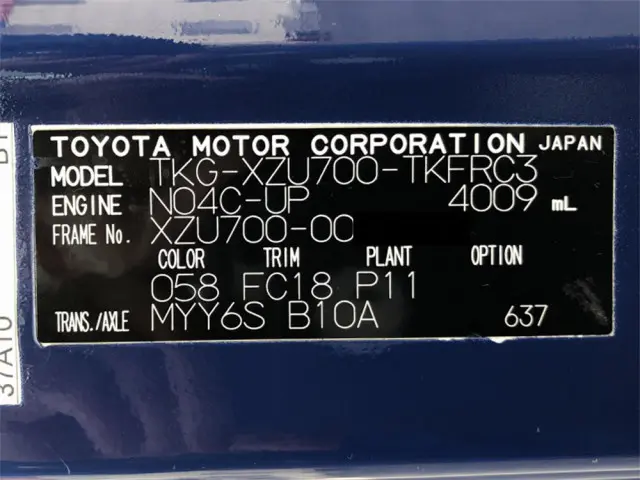 TOYOTA MOTOR CORPORATION JAPAN
MODEL TKG-XZU700-TKFRC3
ENGINE N04C-UP 4009 mL
FRAME No. XZU700-00
COLOR TRIM PLANT OPTION
058 FC18 P11
TRANS./AXLE MYY6S B10A 637
37A10